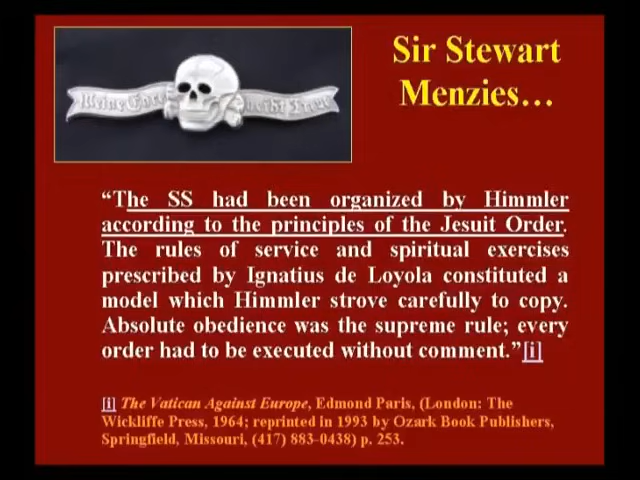 Sir Stewart
Menzies...
Meine Ehre heißt Treue
“The SS had been organized by Himmler
according to the principles of the Jesuit Order.
The rules of service and spiritual exercises
prescribed by Ignatius de Loyola constituted a
model which Himmler strove carefully to copy.
Absolute obedience was the supreme rule; every
order had to be executed without comment.”[i]
[i] The Vatican Against Europe, Edmond Paris, (London: The
Wickliffe Press, 1964; reprinted in 1993 by Ozark Book Publishers,
Springfield, Missouri, (417) 883-0438) p. 253.